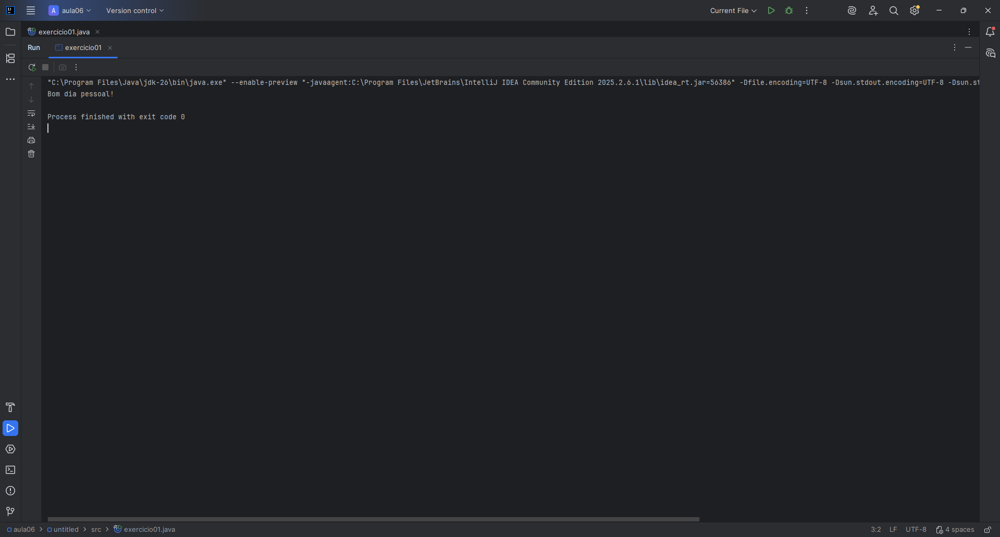 A aula06 Version control Current File
exercicio01.java
Run exercicio01
"C:\Program Files\Java\jdk-26\bin\java.exe" --enable-preview "-javaagent:C:\Program Files\JetBrains\IntelliJ IDEA Community Edition 2025.2.6.1\lib\idea_rt.jar=56386" -Dfile.encoding=UTF-8 -Dsun.stdout.encoding=UTF-8 -Dsun.st
Bom dia pessoal!
Process finished with exit code 0
aula06 > untitled > src > exercicio01.java 3:2 LF UTF-8 4 spaces